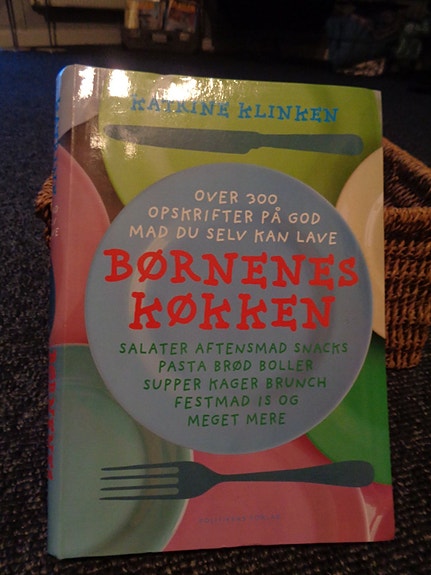 KATRINE KLINKEN
OVER 300
OPSKRIFTER PÅ GOD
MAD DU SELV KAN LAVE
BØRNENES
KØKKEN
SALATER AFTENSMAD SNACKS
PASTA BRØD BOLLER
SUPPER KAGER BRUNCH
FESTMAD IS OG
MEGET MERE